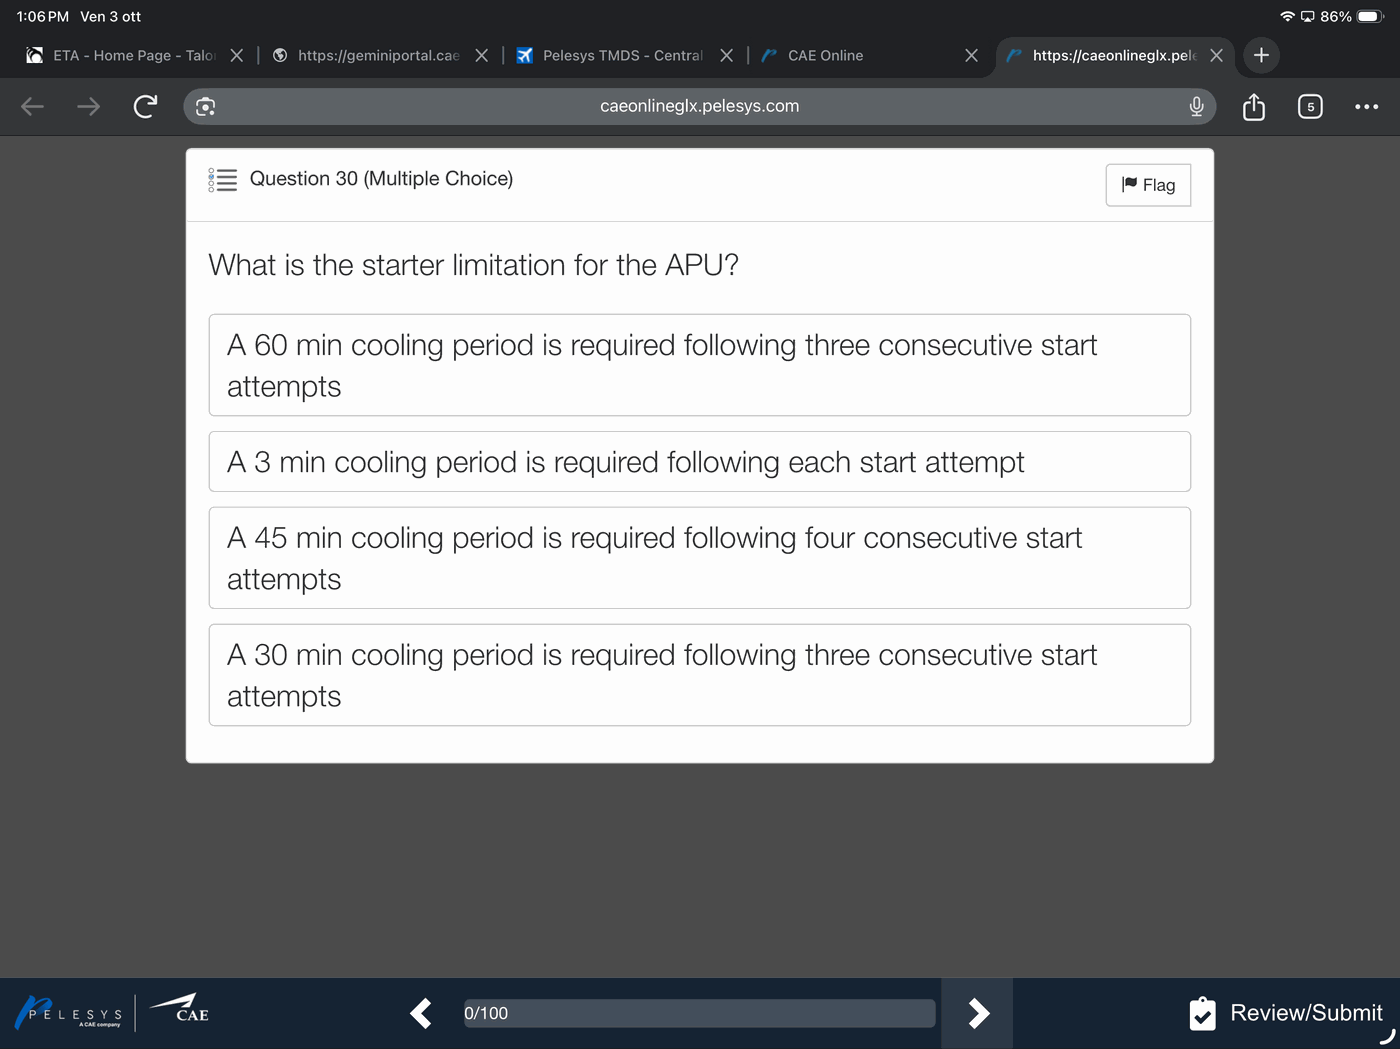 1:06 PM Ven 3 ott
86%
ETA - Home Page - Talo
https://geminiportal.cae
Pelesys TMDS - Central
CAE Online
https://caeonlineglx.pele
caeonlineglx.pelesys.com
5
Question 30 (Multiple Choice)
Flag
What is the starter limitation for the APU?
A 60 min cooling period is required following three consecutive start
attempts
A 3 min cooling period is required following each start attempt
A 45 min cooling period is required following four consecutive start
attempts
A 30 min cooling period is required following three consecutive start
attempts
PELESYS
A CAE company
CAE
0/100
Review/Submit